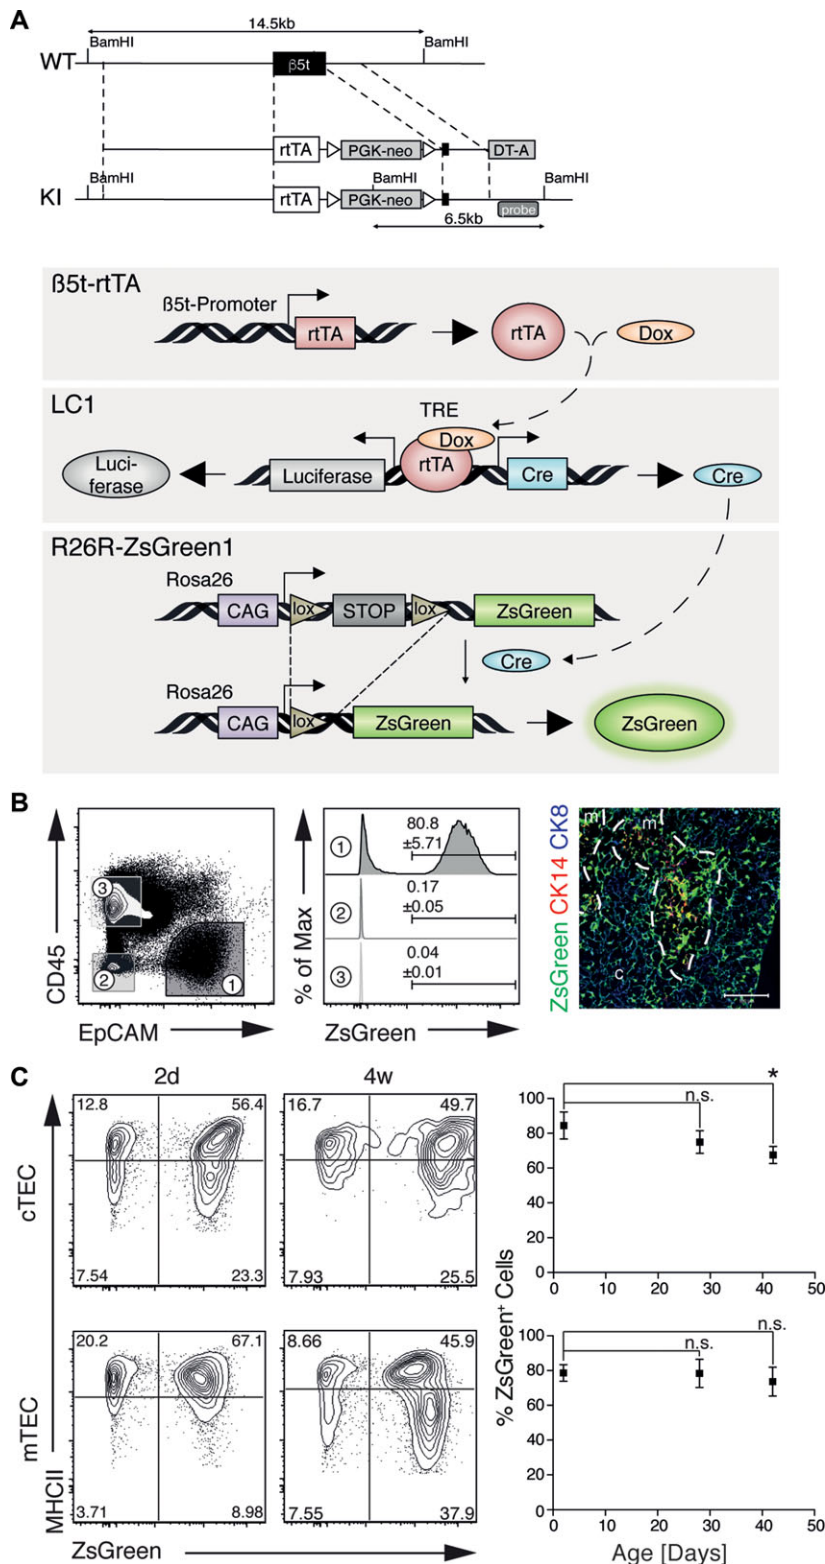 A
14.5kb
BamHI BamHI
WT β5t
rtTA PGK-neo DT-A
BamHI BamHI BamHI
KI rtTA PGK-neo probe
6.5kb
ß5t-rtTA
ß5t-Promoter
rtTA rtTA Dox
LC1
TRE
Dox
Luci-
ferase
Luciferase rtTA Cre Cre
R26R-ZsGreen1
Rosa26
CAG lox STOP lox ZsGreen
Cre
Rosa26
CAG lox ZsGreen ZsGreen
B
CD45
EpCAM
3
2
1
% of Max
ZsGreen
1
80.8
±5.71
2
0.17
±0.05
3
0.04
±0.01
ZsGreen CK14 CK8
m
m
c
C
2d 4w
cTEC
12.8 56.4
7.54 23.3
16.7 49.7
7.93 25.5
mTEC
20.2 67.1
3.71 8.98
8.66 45.9
7.55 37.9
MHCII
ZsGreen
% ZsGreen+ Cells
*
n.s.
100
80
60
40
20
0
0 10 20 30 40 50
n.s.
n.s.
100
80
60
40
20
0
0 10 20 30 40 50
Age [Days]